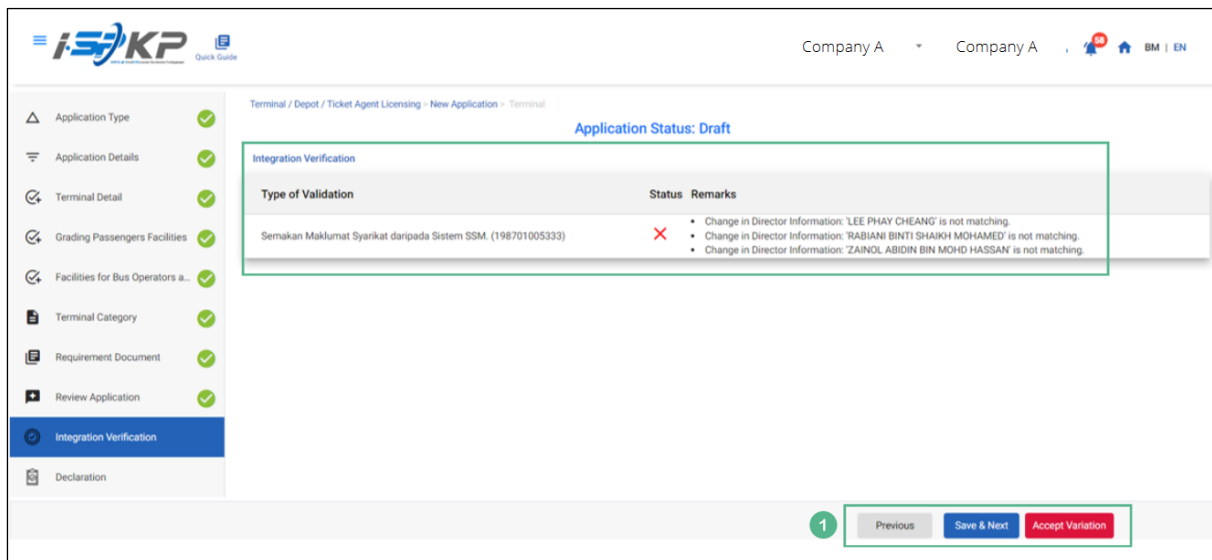 i-SPKP
Quick Guide
Company A
Company A
58
BM | EN
Terminal / Depot / Ticket Agent Licensing > New Application > Terminal
Application Status: Draft
Application Type
Application Details
Terminal Detail
Grading Passengers Facilities
Facilities for Bus Operators a...
Terminal Category
Requirement Document
Review Application
Integration Verification
Declaration
Integration Verification
Type of Validation Status Remarks
Semakan Maklumat Syarikat daripada Sistem SSM. (198701005333)
• Change in Director Information: 'LEE PHAY CHEANG' is not matching.
• Change in Director Information: 'RABIANI BINTI SHAIKH MOHAMED' is not matching.
• Change in Director Information: 'ZAINOL ABIDIN BIN MOHD HASSAN' is not matching.
1
Previous
Save & Next
Accept Variation